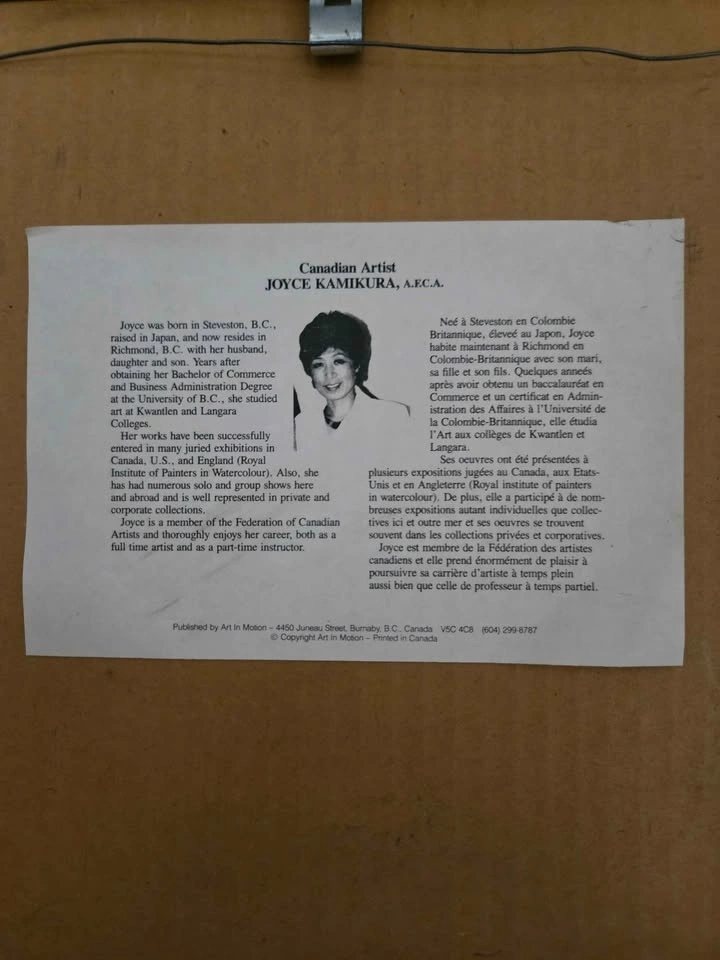 Canadian Artist
JOYCE KAMIKURA, A.F.C.A.
Joyce was born in Steveston, B.C.,
raised in Japan, and now resides in
Richmond, B.C. with her husband,
daughter and son. Years after
obtaining her Bachelor of Commerce
and Business Administration Degree
at the University of B.C., she studied
art at Kwantlen and Langara
Colleges.
Her works have been successfully
entered in many juried exhibitions in
Canada, U.S., and England (Royal
Institute of Painters in Watercolour). Also, she
has had numerous solo and group shows here
and abroad and is well represented in private and
corporate collections.
Joyce is a member of the Federation of Canadian
Artists and thoroughly enjoys her career, both as a
full time artist and as a part-time instructor.
Neé à Steveston en Colombie
Britannique, éleveé au Japon, Joyce
habite maintenant à Richmond en
Colombie-Britannique avec son mari,
sa fille et son fils. Quelques anneés
après avoir obtenu un baccalauréat en
Commerce et un certificat en Admin-
istration des Affaires à l'Université de
la Colombie-Britannique, elle étudia
l'Art aux collèges de Kwantlen et
Langara.
Ses oeuvres ont été présentées à
plusieurs expositions jugées au Canada, aux Etats-
Unis et en Angleterre (Royal institute of painters
in watercolour). De plus, elle a participé à de nom-
breuses expositions autant individuelles que collec-
tives ici et outre mer et ses oeuvres se trouvent
souvent dans les collections privées et corporatives.
Joyce est membre de la Fédération des artistes
canadiens et elle prend énormément de plaisir à
poursuivre sa carrière d'artiste à temps plein
aussi bien que celle de professeur à temps partiel.
Published by Art In Motion – 4450 Juneau Street, Burnaby, B.C., Canada V5C 4C8 (604) 299-8787
© Copyright Art In Motion – Printed in Canada